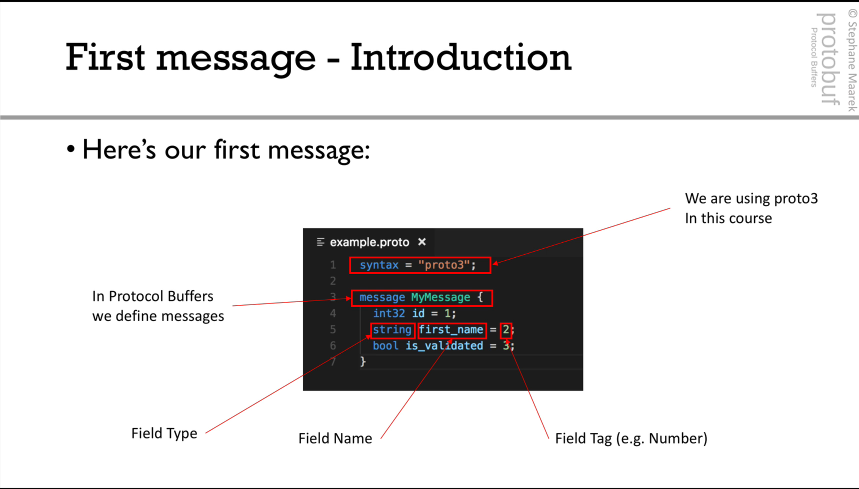 First message - Introduction
© Stephane Maarek
protobuf
Protocol Buffers
• Here’s our first message:
We are using proto3
In this course
example.proto ×
1 syntax = "proto3";
2
3 message MyMessage {
4 int32 id = 1;
5 string first_name = 2;
6 bool is_validated = 3;
7 }
In Protocol Buffers
we define messages
Field Type
Field Name
Field Tag (e.g. Number)